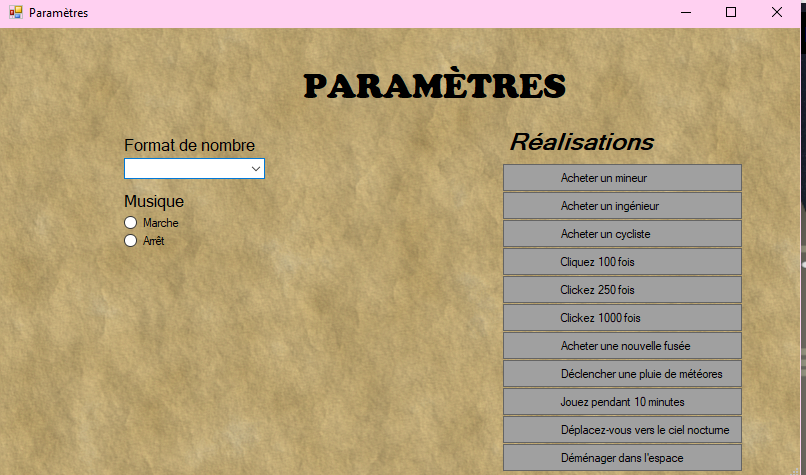 Paramètres
PARAMÈTRES
Format de nombre
Musique
Marche
Arrêt
Réalisations
Acheter un mineur
Acheter un ingénieur
Acheter un cycliste
Cliquez 100 fois
Clickez 250 fois
Clickez 1000 fois
Acheter une nouvelle fusée
Déclencher une pluie de météores
Jouez pendant 10 minutes
Déplacez-vous vers le ciel nocturne
Déménager dans l'espace